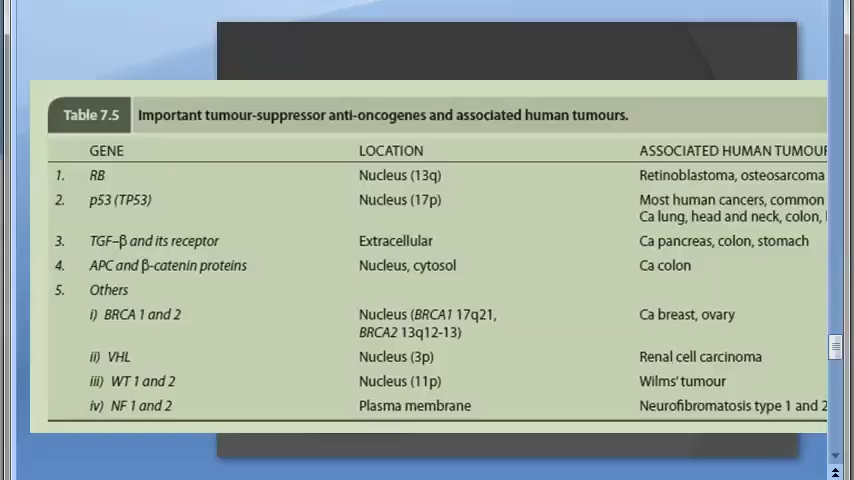 Table 7.5 Important tumour-suppressor anti-oncogenes and associated human tumours.
GENE LOCATION ASSOCIATED HUMAN TUMOUR
1. RB Nucleus (13q) Retinoblastoma, osteosarcoma
2. p53 (TP53) Nucleus (17p) Most human cancers, common
Ca lung, head and neck, colon,
3. TGF–β and its receptor Extracellular Ca pancreas, colon, stomach
4. APC and β-catenin proteins Nucleus, cytosol Ca colon
5. Others
i) BRCA 1 and 2 Nucleus (BRCA1 17q21, Ca breast, ovary
BRCA2 13q12-13)
ii) VHL Nucleus (3p) Renal cell carcinoma
iii) WT 1 and 2 Nucleus (11p) Wilms’ tumour
iv) NF 1 and 2 Plasma membrane Neurofibromatosis type 1 and 2